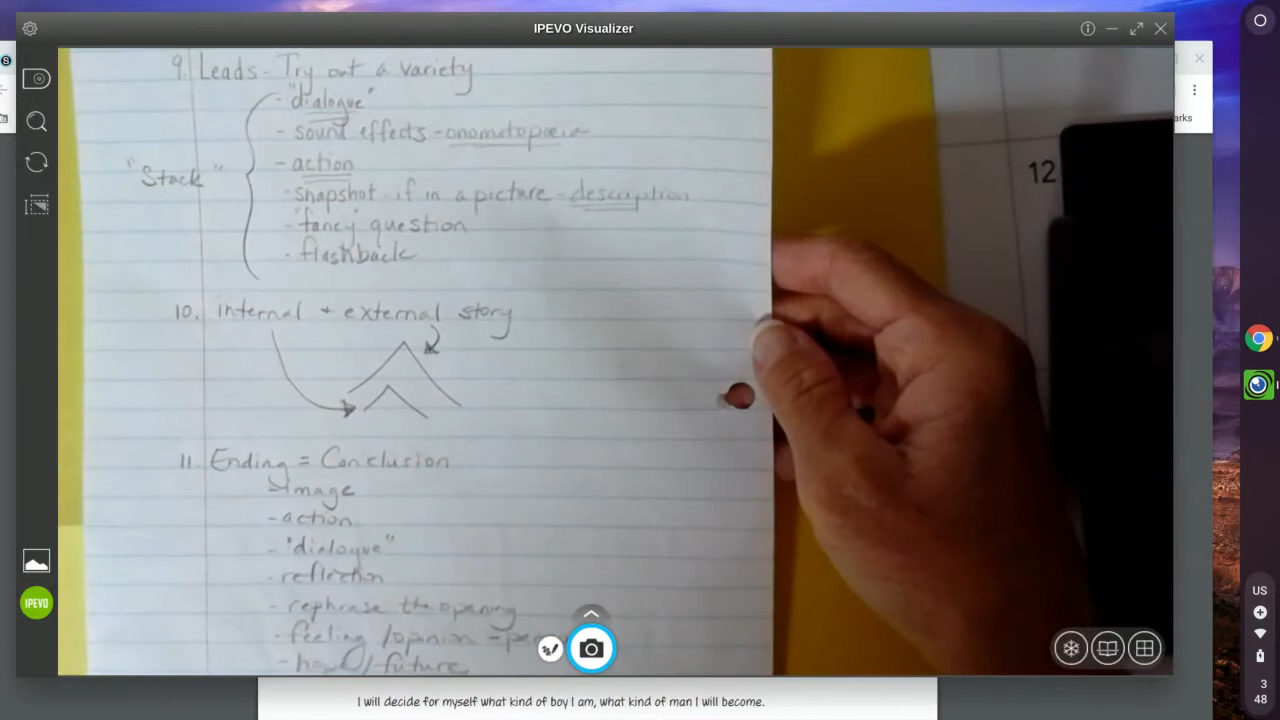 IPEVO Visualizer
9. Leads - Try out a variety
- "dialogue"
- sound effects - onomatopoeia
"Stack"
- action
- snapshot if in a picture - description
- "fancy" question
- flashback
10. internal + external story
11. Ending = Conclusion
- image
- action
- "dialogue"
- reflection
- rephrase the opening
- feeling / opinion =
/ future
12
arks
IPEVO
US
3
48
I will decide for myself what kind of boy I am, what kind of man I will become.